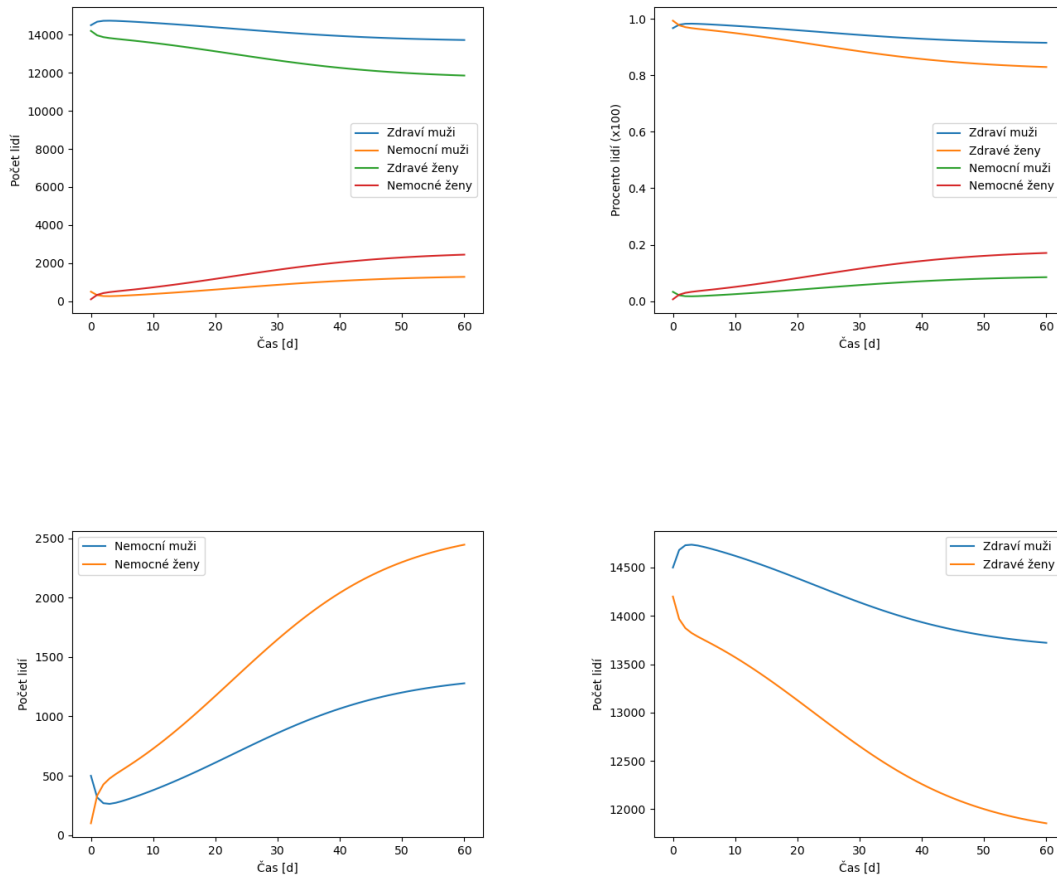 14000
12000
10000
8000
6000
4000
2000
0
Počet lidí
Zdraví muži
Nemocní muži
Zdravé ženy
Nemocné ženy
0 10 20 30 40 50 60
Čas [d]
1.0
0.8
0.6
0.4
0.2
0.0
Procento lidí (x100)
Zdraví muži
Zdravé ženy
Nemocní muži
Nemocné ženy
0 10 20 30 40 50 60
Čas [d]
2500
2000
1500
1000
500
0
Počet lidí
Nemocní muži
Nemocné ženy
0 10 20 30 40 50 60
Čas [d]
14500
14000
13500
13000
12500
12000
Počet lidí
Zdraví muži
Zdravé ženy
0 10 20 30 40 50 60
Čas [d]